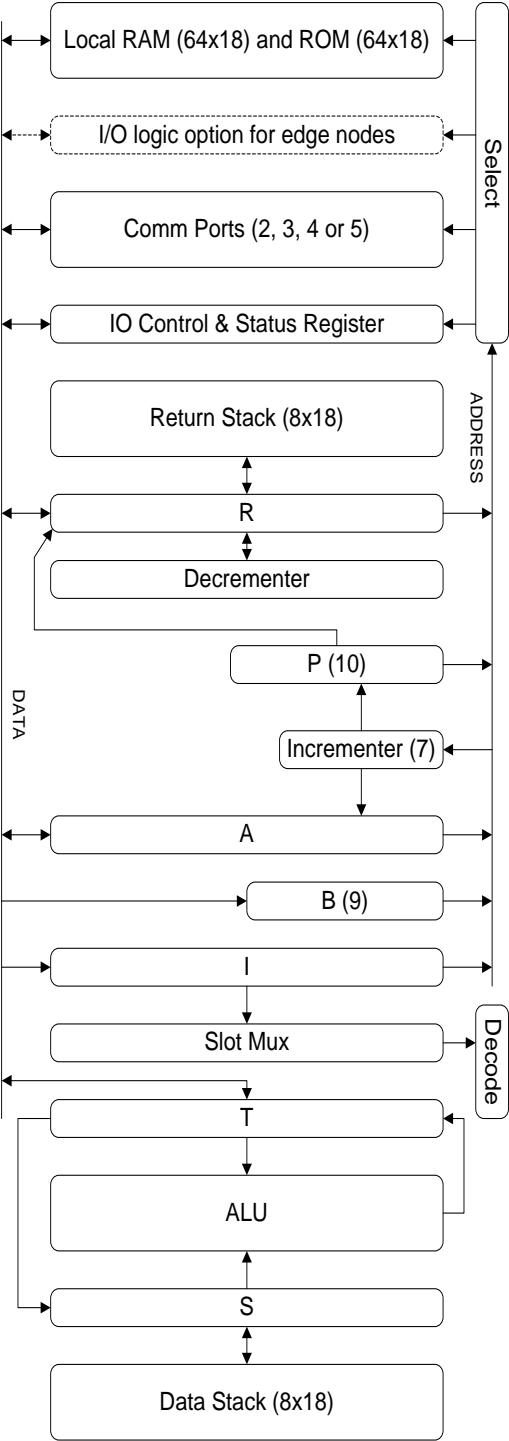 Local RAM (64x18) and ROM (64x18)
I/O logic option for edge nodes
Select
Comm Ports (2, 3, 4 or 5)
IO Control & Status Register
Return Stack (8x18)
ADDRESS
R
Decrementer
P (10)
DATA
Incrementer (7)
A
B (9)
I
Slot Mux
Decode
T
ALU
S
Data Stack (8x18)